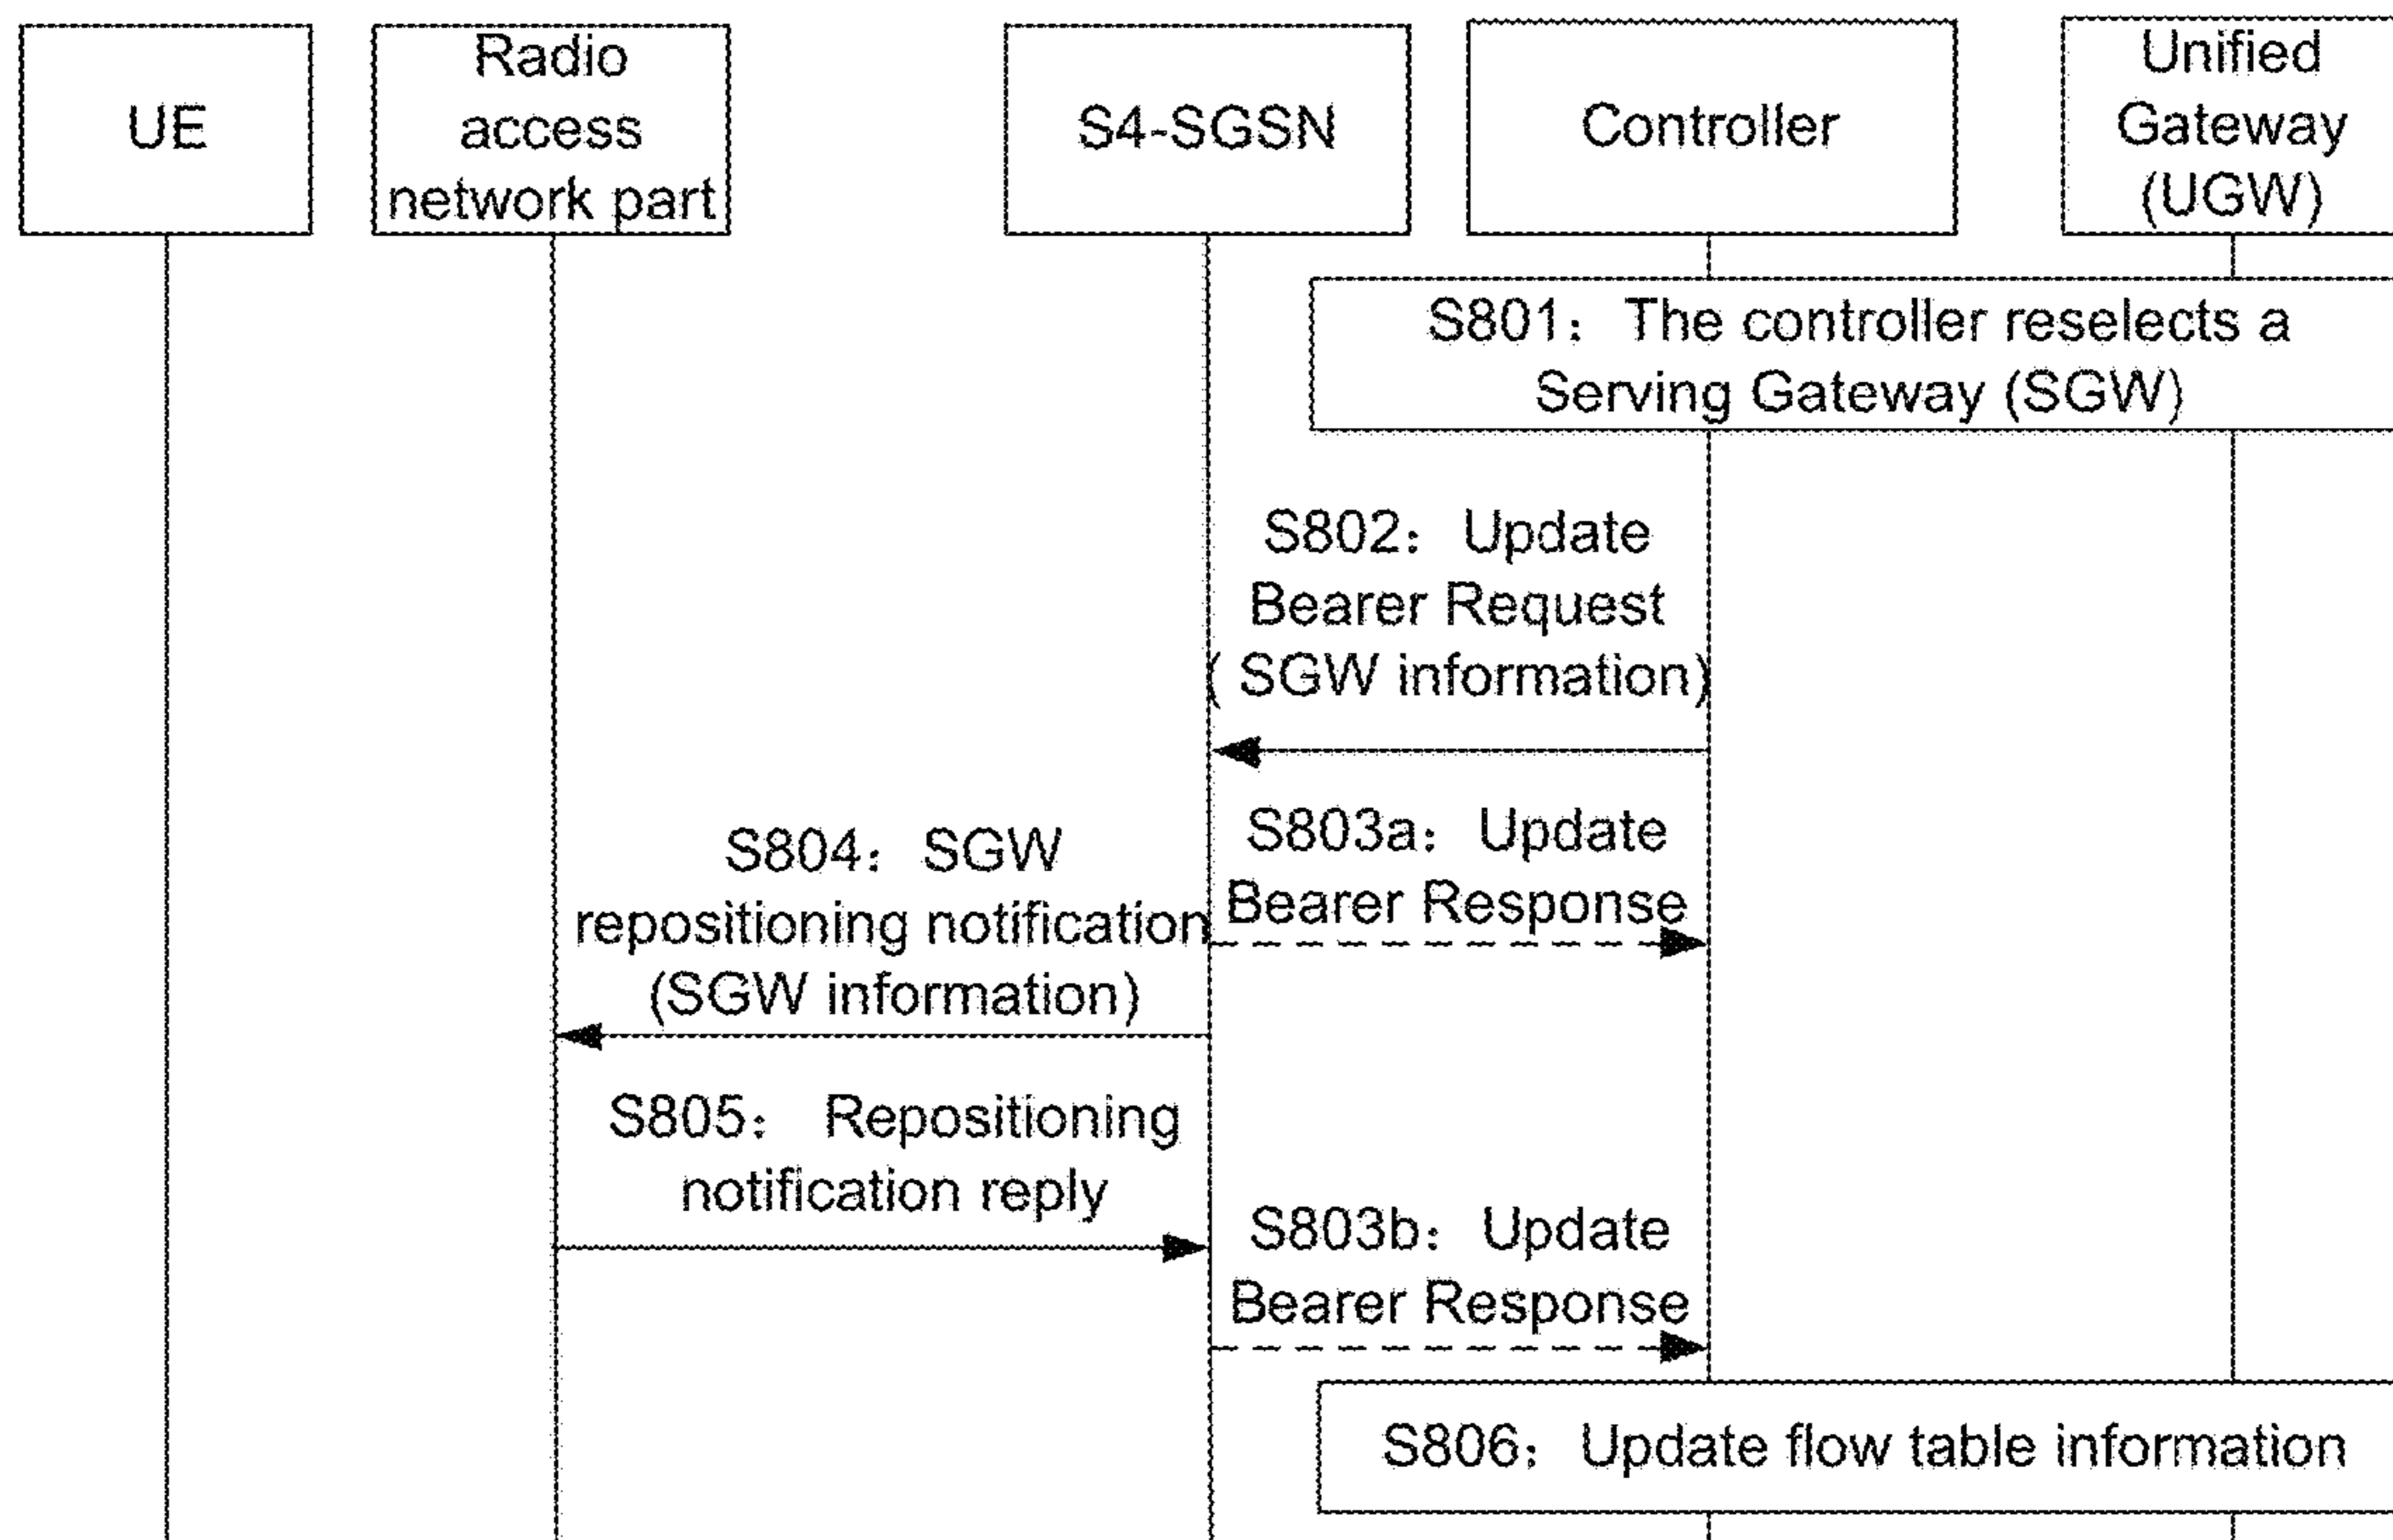 UE
Radio
access
network part
S4-SGSN
Controller
Unified
Gateway
(UGW)
S801：The controller reselects a
Serving Gateway (SGW)
S802：Update
Bearer Request
( SGW information)
S803a：Update
Bearer Response
S804：SGW
repositioning notification
(SGW information)
S805： Repositioning
notification reply
S803b：Update
Bearer Response
S806：Update flow table information